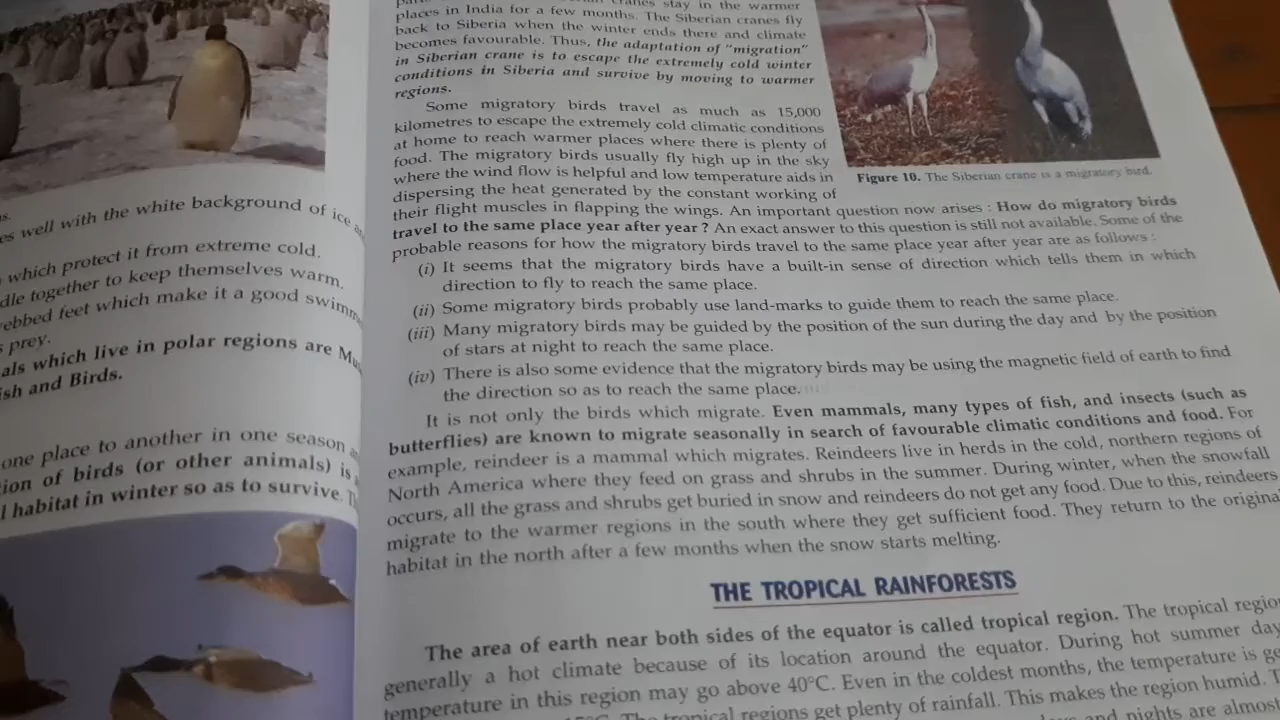 s.
es well with the white background of ice
which protect it from extreme cold.
dle together to keep themselves warm.
ebbed feet which make it a good swimm
s prey.
als which live in polar regions are Mu
ish and Birds.
one place to another in one season
ion of birds (or other animals) is
l habitat in winter so as to survive. T
cranes stay in the warmer
places in India for a few months. The Siberian cranes fly
back to Siberia when the winter ends there and climate
becomes favourable. Thus, the adaptation of "migration"
in Siberian crane is to escape the extremely cold winter
conditions in Siberia and survive by moving to warmer
regions.
Some migratory birds travel as much as 15,000
kilometres to escape the extremely cold climatic conditions
at home to reach warmer places where there is plenty of
food. The migratory birds usually fly high up in the sky
where the wind flow is helpful and low temperature aids in
dispersing the heat generated by the constant working of
Figure 10. The Siberian crane is a migratory bird.
their flight muscles in flapping the wings. An important question now arises : How do migratory birds
travel to the same place year after year ? An exact answer to this question is still not available. Some of the
probable reasons for how the migratory birds travel to the same place year after year are as follows :
(i) It seems that the migratory birds have a built-in sense of direction which tells them in which
direction to fly to reach the same place.
(ii) Some migratory birds probably use land-marks to guide them to reach the same place.
(iii) Many migratory birds may be guided by the position of the sun during the day and by the position
of stars at night to reach the same place.
(iv) There is also some evidence that the migratory birds may be using the magnetic field of earth to find
the direction so as to reach the same place.
It is not only the birds which migrate. Even mammals, many types of fish, and insects (such as
butterflies) are known to migrate seasonally in search of favourable climatic conditions and food. For
example, reindeer is a mammal which migrates. Reindeers live in herds in the cold, northern regions of
North America where they feed on grass and shrubs in the summer. During winter, when the snowfall
occurs, all the grass and shrubs get buried in snow and reindeers do not get any food. Due to this, reindeers
migrate to the warmer regions in the south where they get sufficient food. They return to the origina
habitat in the north after a few months when the snow starts melting.
THE TROPICAL RAINFORESTS
The area of earth near both sides of the equator is called tropical region. The tropical regio
generally a hot climate because of its location around the equator. During hot summer day
temperature in this region may go above 40°C. Even in the coldest months, the temperature is ge
The tropical regions get plenty of rainfall. This makes the region humid. T
and nights are almos